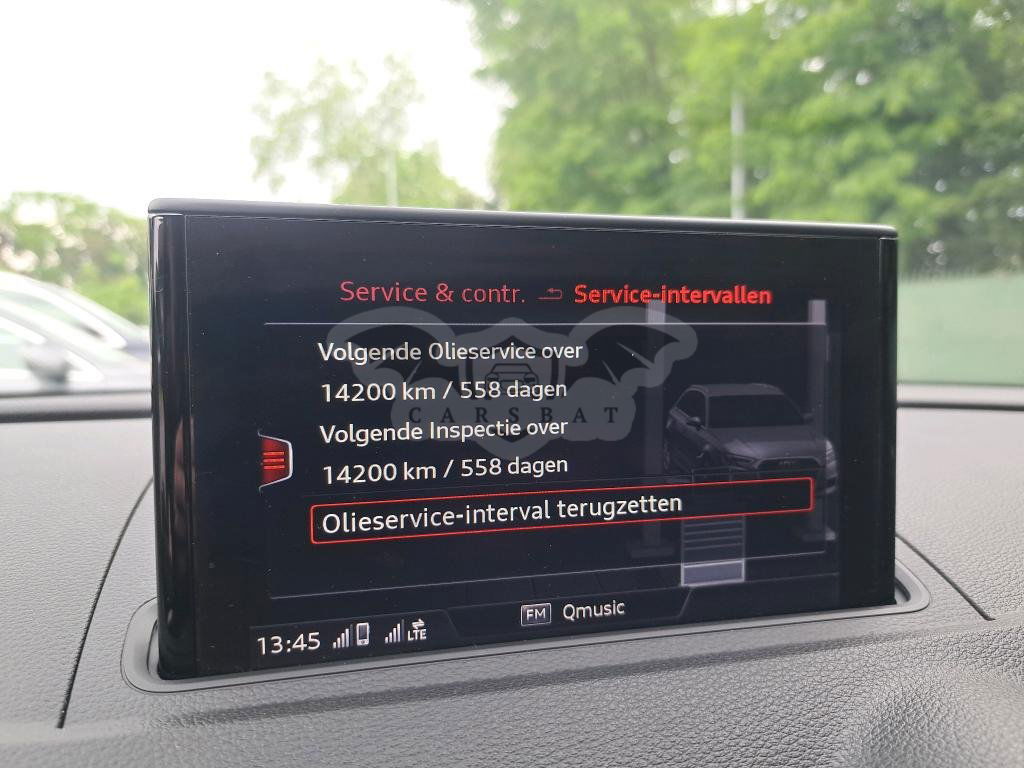 Service & contr. Service-intervallen
Volgende Olieservice over
14200 km / 558 dagen
CARSBAT
Volgende Inspectie over
14200 km / 558 dagen
Olieservice-interval terugzetten
FM Qmusic
13:45 LTE